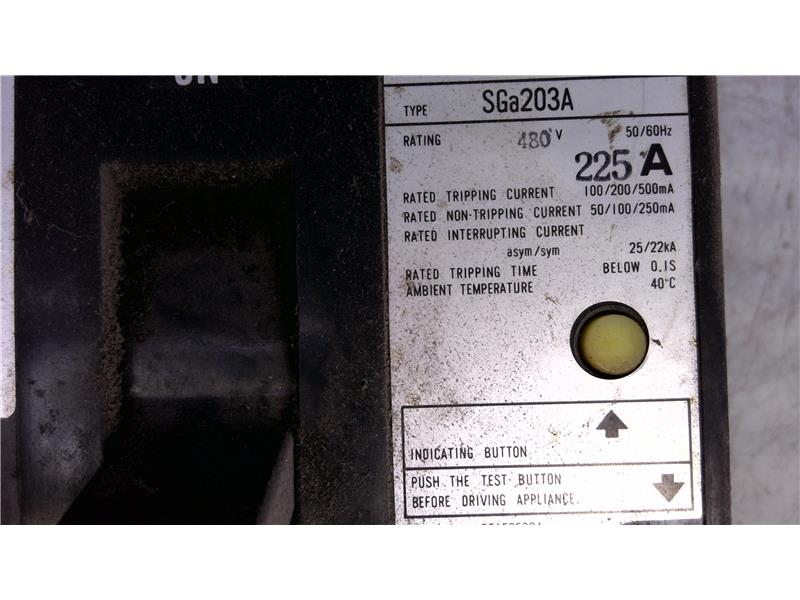 ON
TYPE SGa203A
RATING 480 V 50/60Hz
225 A
RATED TRIPPING CURRENT 100/200/500mA
RATED NON-TRIPPING CURRENT 50/100/250mA
RATED INTERRUPTING CURRENT
asym/sym 25/22kA
RATED TRIPPING TIME BELOW 0.1S
AMBIENT TEMPERATURE 40°C
INDICATING BUTTON
PUSH THE TEST BUTTON
BEFORE DRIVING APPLIANCE.